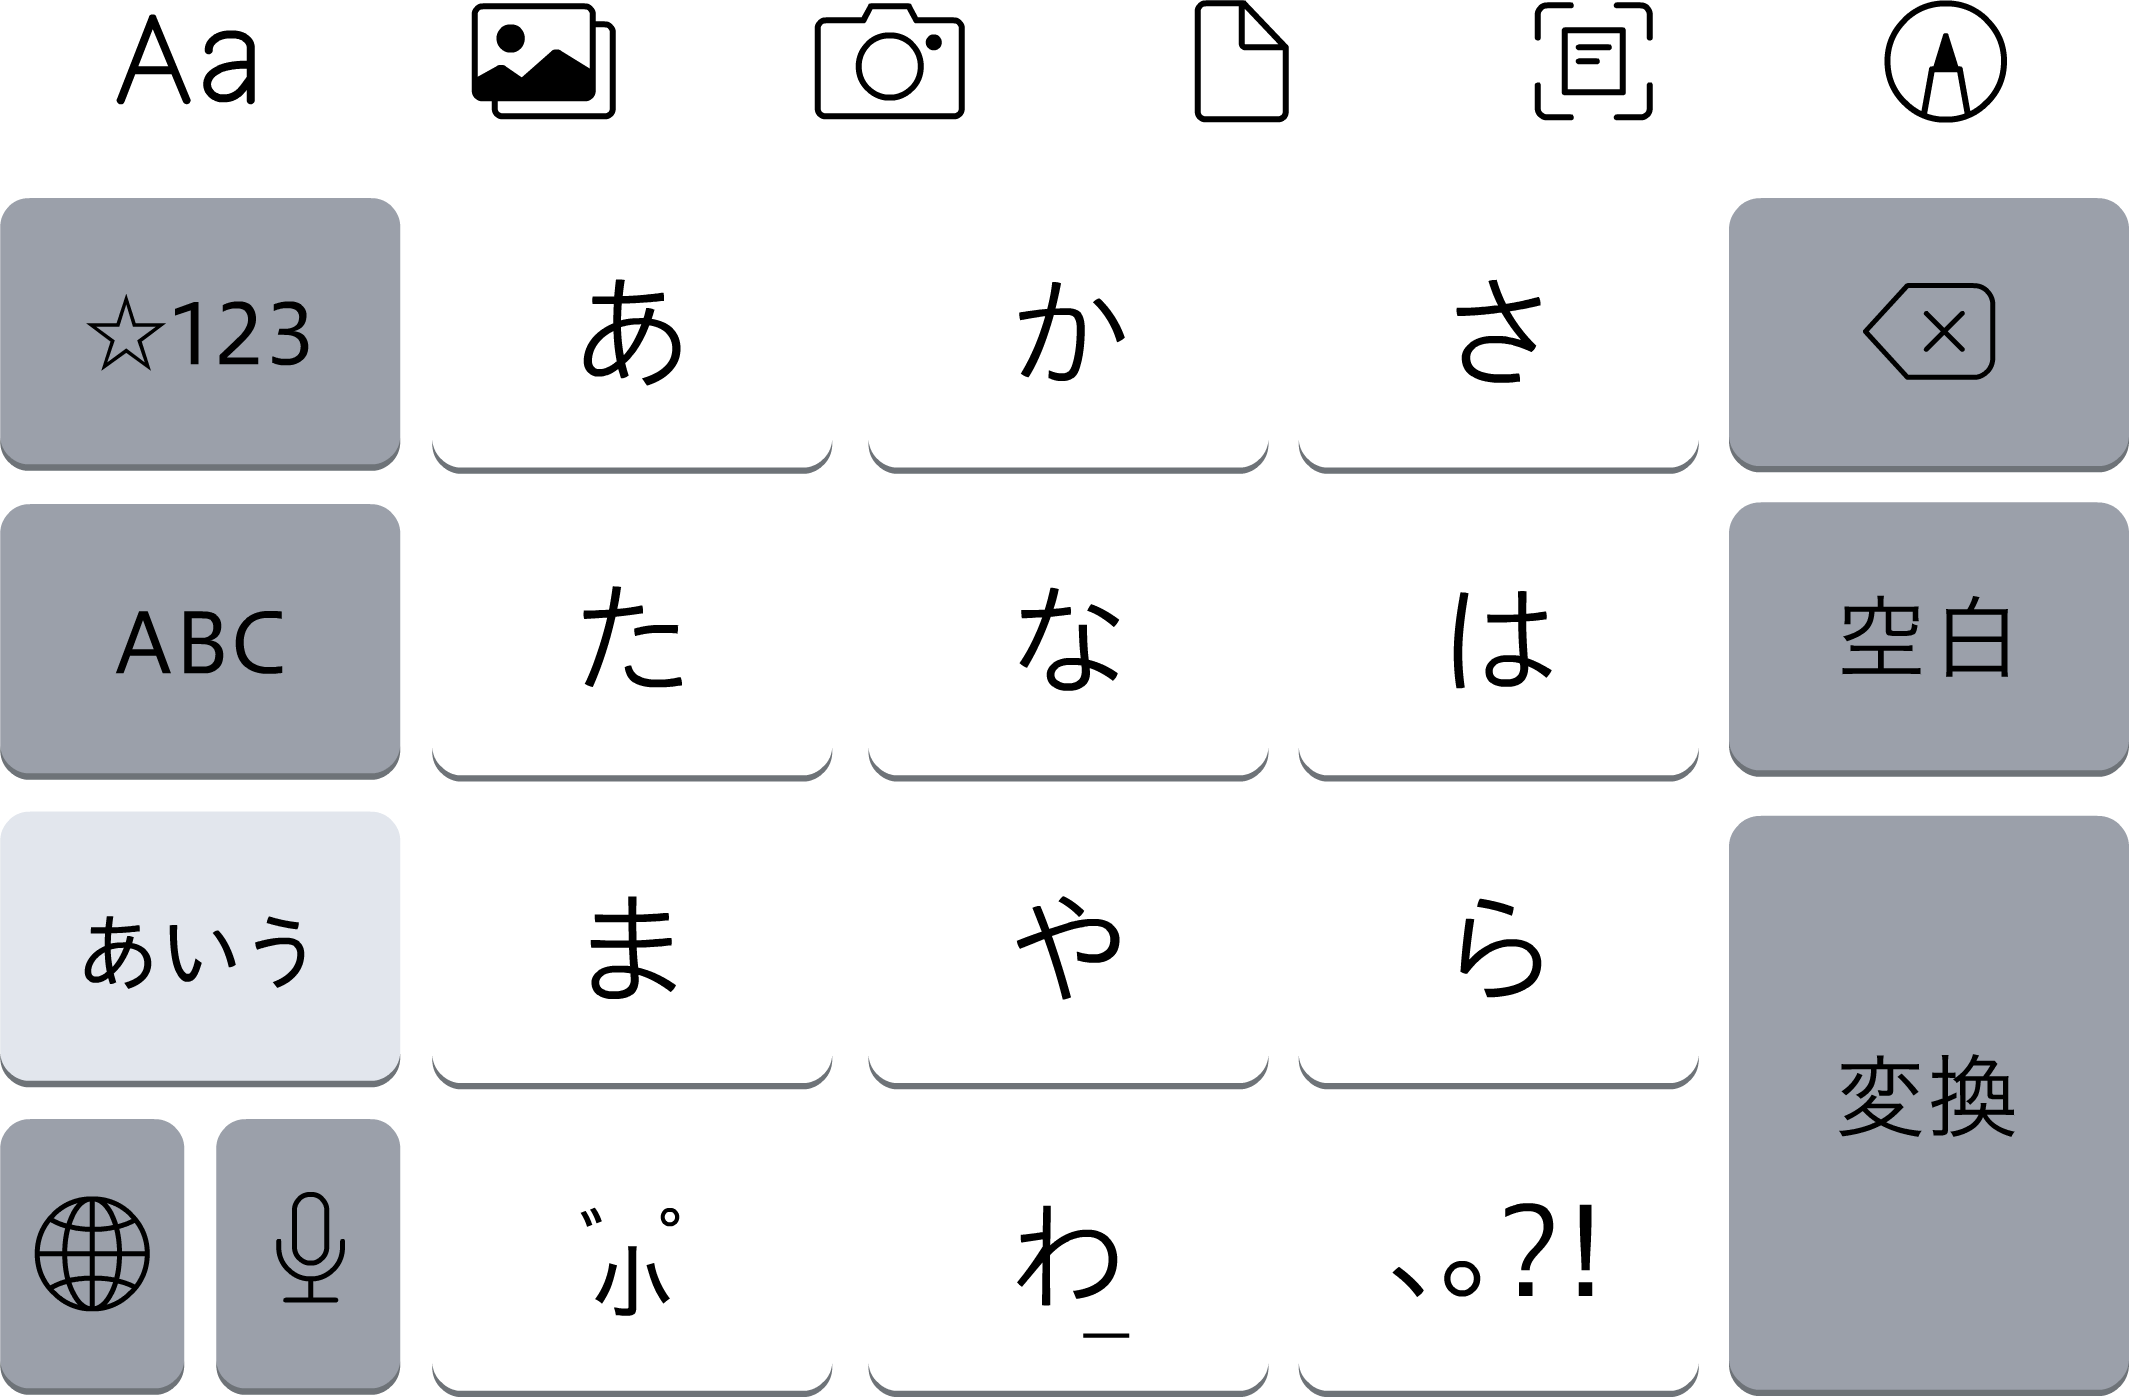 Aa
☆123 あ か さ
ABC た な は 空白
あいう ま や ら
変換
゛゜
小 わ_ 、。?!